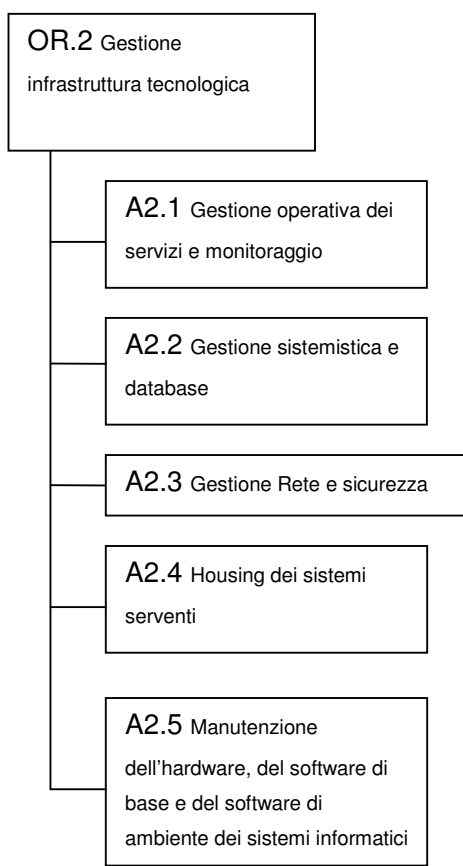 OR.2 Gestione
infrastruttura tecnologica
A2.1 Gestione operativa dei
servizi e monitoraggio
A2.2 Gestione sistemistica e
database
A2.3 Gestione Rete e sicurezza
A2.4 Housing dei sistemi
serventi
A2.5 Manutenzione
dell'hardware, del software di
base e del software di
ambiente dei sistemi informatici